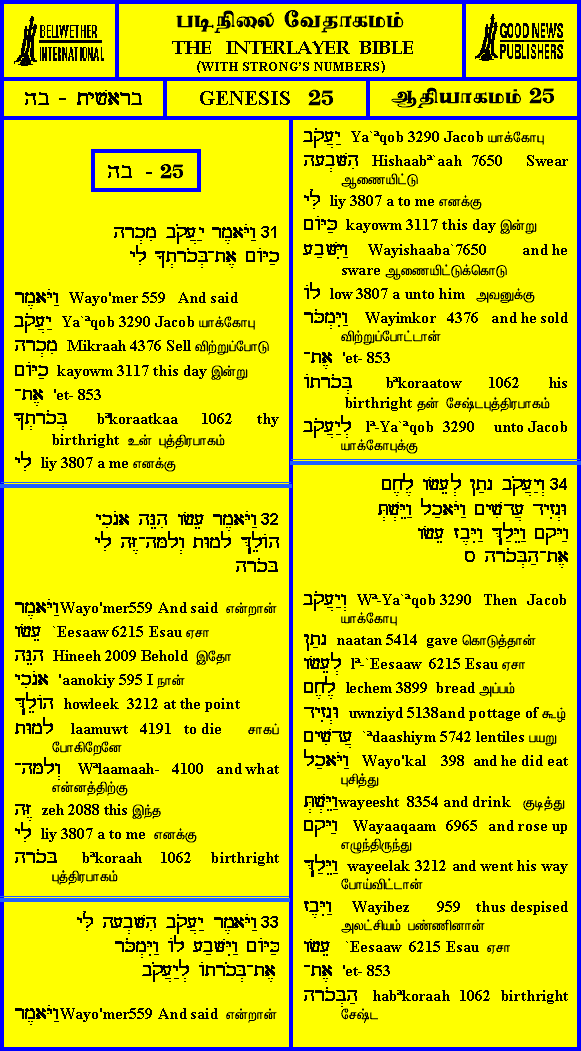 BELLWETHER
INTERNATIONAL
படிநிலை வேதாகமம்
THE INTERLAYER BIBLE
(WITH STRONG'S NUMBERS)
GOOD NEWS
PUBLISHERS
בראשית - בה
GENESIS 25
ஆதியாகமம் 25
בה - 25
31 וַיֹּאמֶר יַעֲקֹב מִכְרָה
כַיּוֹם אֶת־בְּכֹרָתְךָ לִי
וַיֹּאמֶר Wayo'mer 559 And said
יַעֲקֹב Ya`ªqob 3290 Jacob யாக்கோபு
מִכְרָה Mikraah 4376 Sell விற்றுப்போடு
כַיּוֹם kayowm 3117 this day இன்று
אֶת־ 'et- 853
בְּכֹרָתְךָ bªkoraatkaa 1062 thy
birthright உன் புத்திரபாகம்
לִי liy 3807 a me எனக்கு
32 וַיֹּאמֶר עֵשָׂו הִנֵּה אָנֹכִי
הוֹלֵךְ לָמוּת וְלָמָּה־זֶּה לִי
בְּכֹרָה
וַיֹּאמֶר Wayo'mer559 And said என்றான்
עֵשָׂו `Eesaaw 6215 Esau ஏசா
הִנֵּה Hineeh 2009 Behold இதோ
אָנֹכִי 'aanokiy 595 I நான்
הוֹלֵךְ howleek 3212 at the point
לָמוּת laamuwt 4191 to die சாகப்
போகிறேனே
וְלָמָּה־ Wªlaamaah- 4100 and what
என்னத்திற்கு
זֶּה zeh 2088 this இந்த
לִי liy 3807 a to me எனக்கு
בְּכֹרָה bªkoraah 1062 birthright
புத்திரபாகம்
33 וַיֹּאמֶר יַעֲקֹב הִשָּׁבְעָה לִּי
כַּיּוֹם וַיִּשָּׁבַע לוֹ וַיִּמְכֹּר
אֶת־בְּכֹרָתוֹ לְיַעֲקֹב
וַיֹּאמֶר Wayo'mer559 And said என்றான்
יַעֲקֹב Ya`ªqob 3290 Jacob யாக்கோபு
הִשָּׁבְעָה Hishaabª`aah 7650 Swear
ஆணையிட்டு
לִּי liy 3807 a to me எனக்கு
כַּיּוֹם kayowm 3117 this day இன்று
וַיִּשָּׁבַע Wayishaaba`7650 and he
sware ஆணையிட்டுக்கொடு
לוֹ low 3807 a unto him அவனுக்கு
וַיִּמְכֹּר Wayimkor 4376 and he sold
விற்றுப்போட்டான்
אֶת־ 'et- 853
בְּכֹרָתוֹ bªkoraatow 1062 his
birthright தன் சேஷ்டபுத்திரபாகம்
לְיַעֲקֹב lª-Ya`ªqob 3290 unto Jacob
யாக்கோபுக்கு
34 וְיַעֲקֹב נָתַן לְעֵשָׂו לֶחֶם
וּנְזִיד עֲדָשִׁים וַיֹּאכַל וַיֵּשְׁתְּ
וַיָּקָם וַיֵּלַךְ וַיִּבֶז עֵשָׂו
אֶת־הַבְּכֹרָה ס
וְיַעֲקֹב Wª-Ya`ªqob 3290 Then Jacob
யாக்கோபு
נָתַן naatan 5414 gave கொடுத்தான்
לְעֵשָׂו lª-`Eesaaw 6215 Esau ஏசா
לֶחֶם lechem 3899 bread அப்பம்
וּנְזִיד uwnziyd 5138and pottage of கூழ்
עֲדָשִׁים `ªdaashiym 5742 lentiles பயறு
וַיֹּאכַל Wayo'kal 398 and he did eat
புசித்து
וַיֵּשְׁתְּ wayeesht 8354 and drink குடித்து
וַיָּקָם Wayaaqaam 6965 and rose up
எழுந்திருந்து
וַיֵּלַךְ wayeelak 3212 and went his way
போய்விட்டான்
וַיִּבֶז Wayibez 959 thus despised
அலட்சியம் பண்ணினான்
עֵשָׂו `Eesaw 6215 Esau ஏசா
אֶת־ 'et- 853
הַבְּכֹרָה habªkoraah 1062 birthright
சேஷ்ட